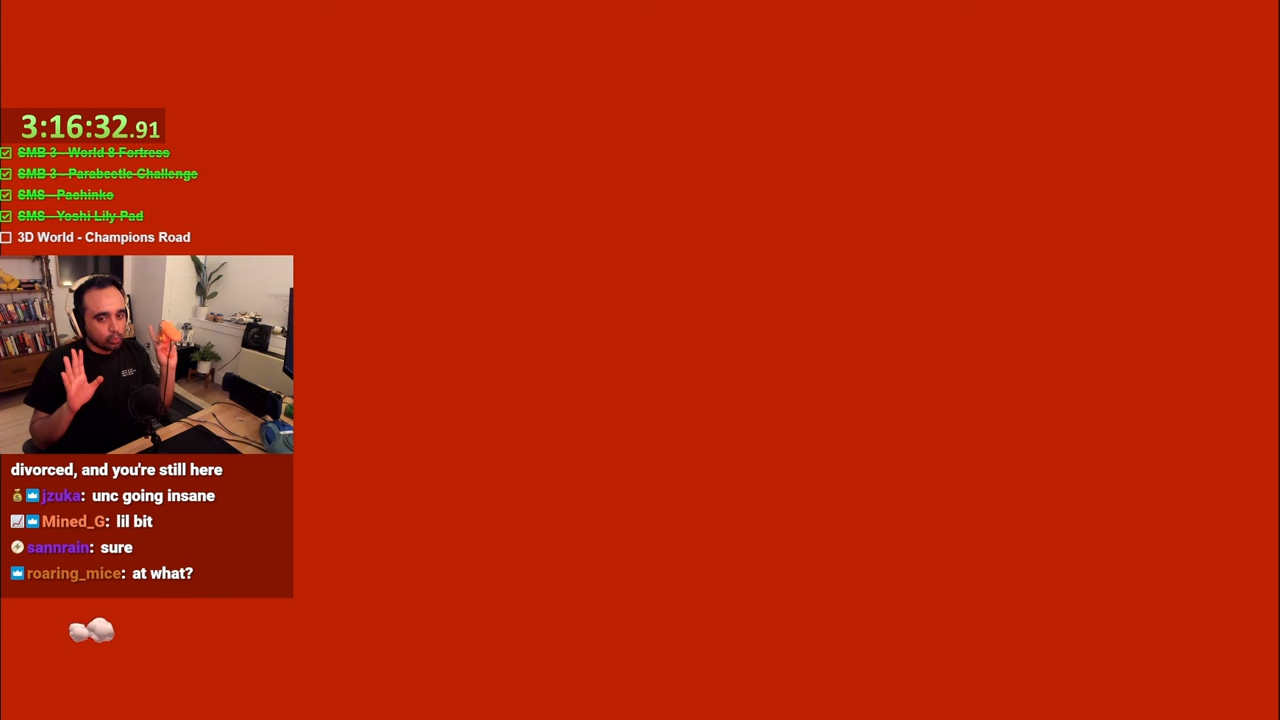 3:16:32.91
SMB 3 - World 8 Fortress
SMB 3 - Parabeetle Challenge
SMS - Pachinko
SMS - Yoshi Lily Pad
3D World - Champions Road
divorced, and you're still here
jzuka: unc going insane
Mined_G: lil bit
sannrain: sure
roaring_mice: at what?